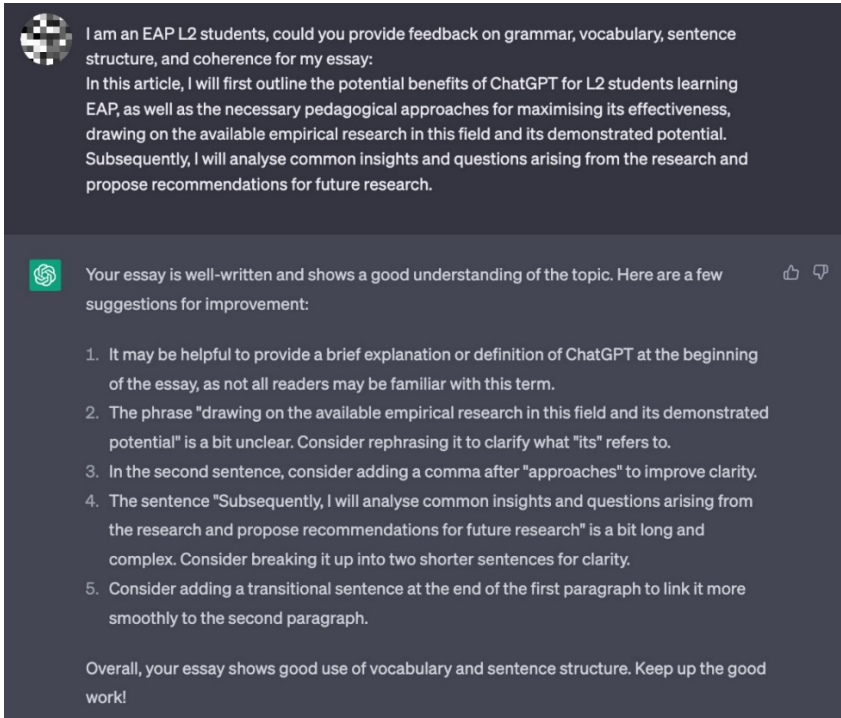 I am an EAP L2 students, could you provide feedback on grammar, vocabulary, sentence
structure, and coherence for my essay:
In this article, I will first outline the potential benefits of ChatGPT for L2 students learning
EAP, as well as the necessary pedagogical approaches for maximising its effectiveness,
drawing on the available empirical research in this field and its demonstrated potential.
Subsequently, I will analyse common insights and questions arising from the research and
propose recommendations for future research.
Your essay is well-written and shows a good understanding of the topic. Here are a few
suggestions for improvement:
1. It may be helpful to provide a brief explanation or definition of ChatGPT at the beginning
of the essay, as not all readers may be familiar with this term.
2. The phrase "drawing on the available empirical research in this field and its demonstrated
potential" is a bit unclear. Consider rephrasing it to clarify what "its" refers to.
3. In the second sentence, consider adding a comma after "approaches" to improve clarity.
4. The sentence "Subsequently, I will analyse common insights and questions arising from
the research and propose recommendations for future research" is a bit long and
complex. Consider breaking it up into two shorter sentences for clarity.
5. Consider adding a transitional sentence at the end of the first paragraph to link it more
smoothly to the second paragraph.
Overall, your essay shows good use of vocabulary and sentence structure. Keep up the good
work!